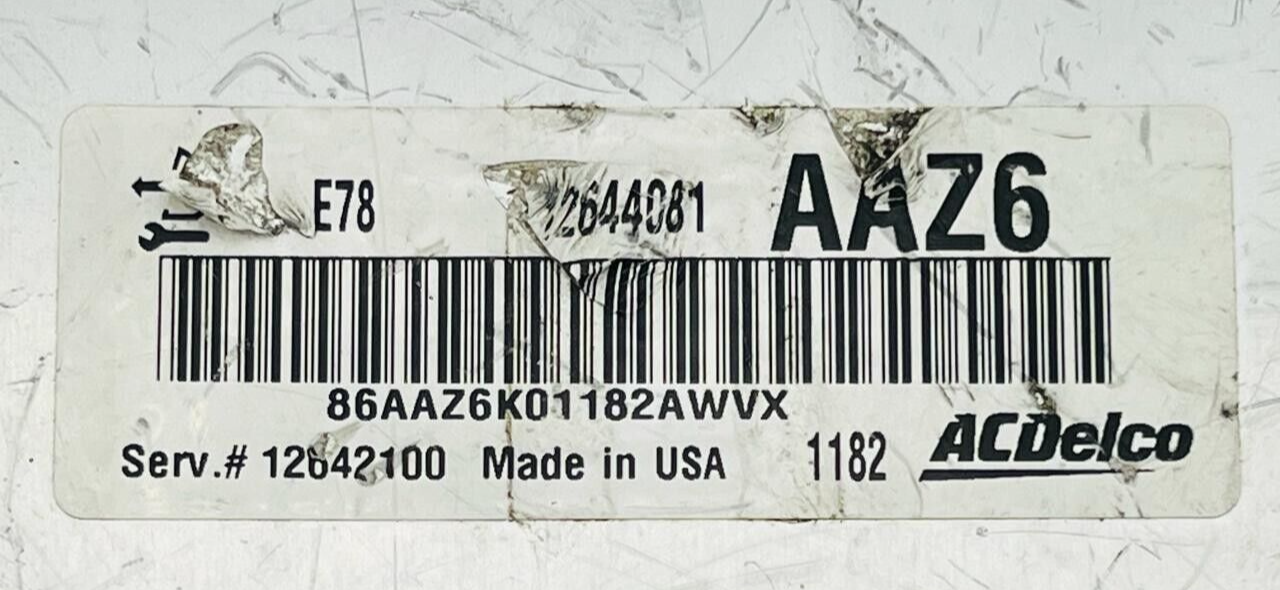 E78 12644081 AAZ6
86AAZ6K01182AWVX
Serv.# 12642100 Made in USA 1182 ACDelco